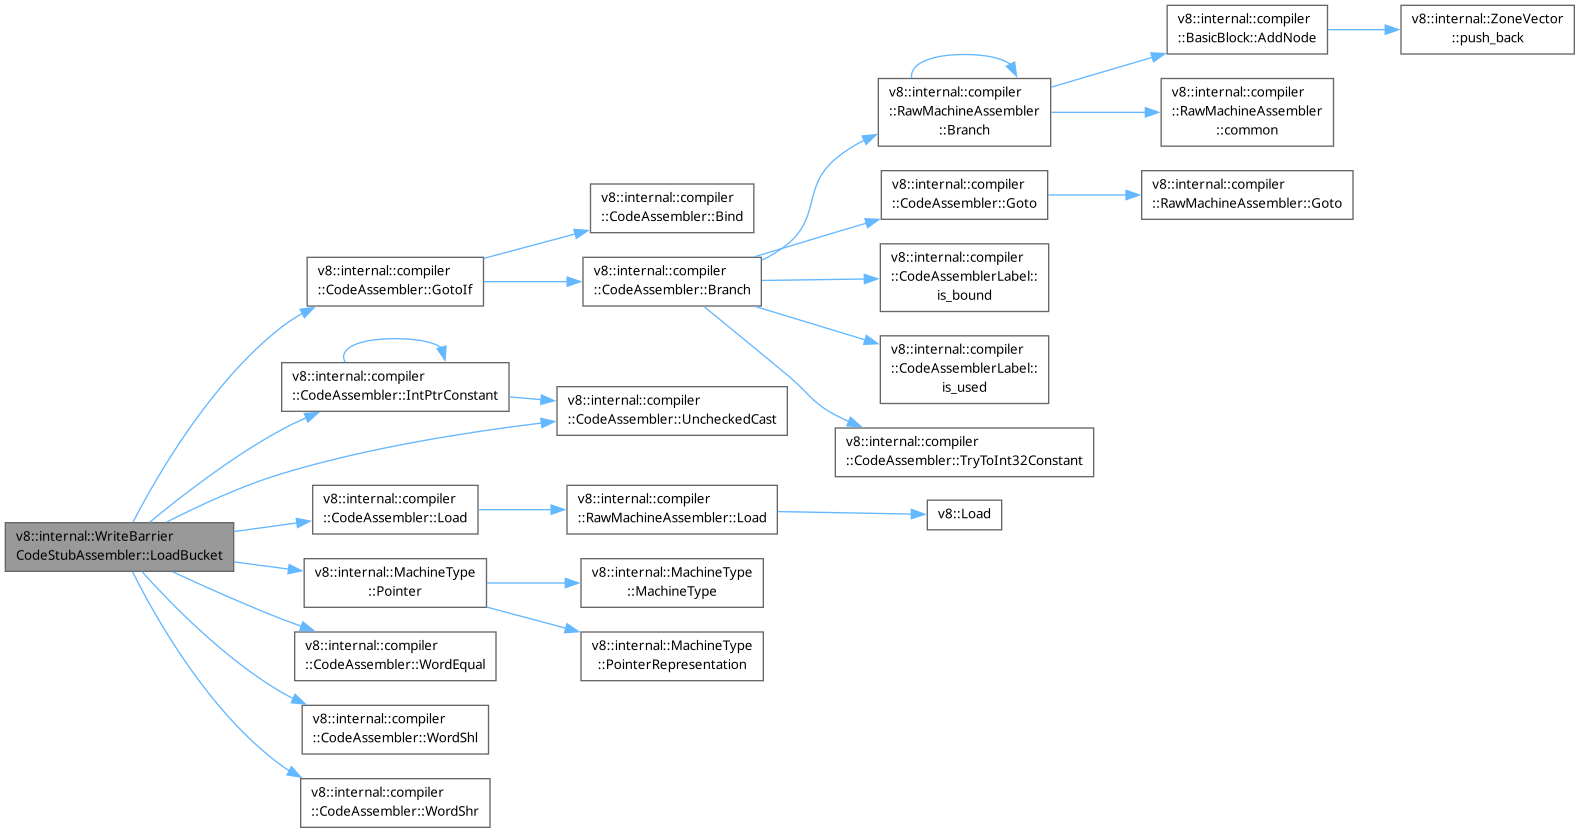 v8::internal::WriteBarrier
CodeStubAssembler::LoadBucket
v8::internal::compiler
::CodeAssembler::GotoIf
v8::internal::compiler
::CodeAssembler::Bind
v8::internal::compiler
::CodeAssembler::Branch
v8::internal::compiler
::RawMachineAssembler
::Branch
v8::internal::compiler
::BasicBlock::AddNode
v8::internal::ZoneVector
::push_back
v8::internal::compiler
::RawMachineAssembler
::common
v8::internal::compiler
::CodeAssembler::Goto
v8::internal::compiler
::RawMachineAssembler::Goto
v8::internal::compiler
::CodeAssemblerLabel::
is_bound
v8::internal::compiler
::CodeAssemblerLabel::
is_used
v8::internal::compiler
::CodeAssembler::TryToInt32Constant
v8::internal::compiler
::CodeAssembler::IntPtrConstant
v8::internal::compiler
::CodeAssembler::UncheckedCast
v8::internal::compiler
::CodeAssembler::Load
v8::internal::compiler
::RawMachineAssembler::Load
v8::Load
v8::internal::MachineType
::Pointer
v8::internal::MachineType
::MachineType
v8::internal::MachineType
::PointerRepresentation
v8::internal::compiler
::CodeAssembler::WordEqual
v8::internal::compiler
::CodeAssembler::WordShl
v8::internal::compiler
::CodeAssembler::WordShr